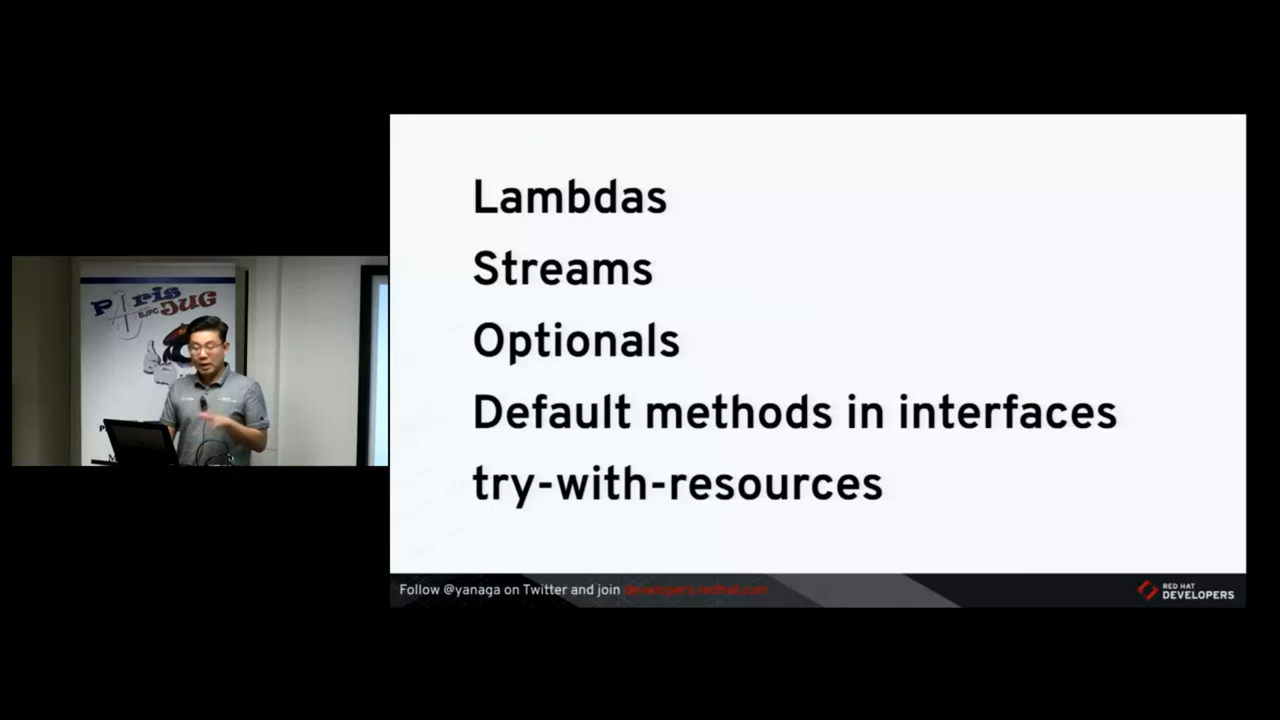 Paris
BJPC JUG
Lambdas
Streams
Optionals
Default methods in interfaces
try-with-resources
Follow @yanaga on Twitter and join developers.redhat.com
RED HAT
DEVELOPERS